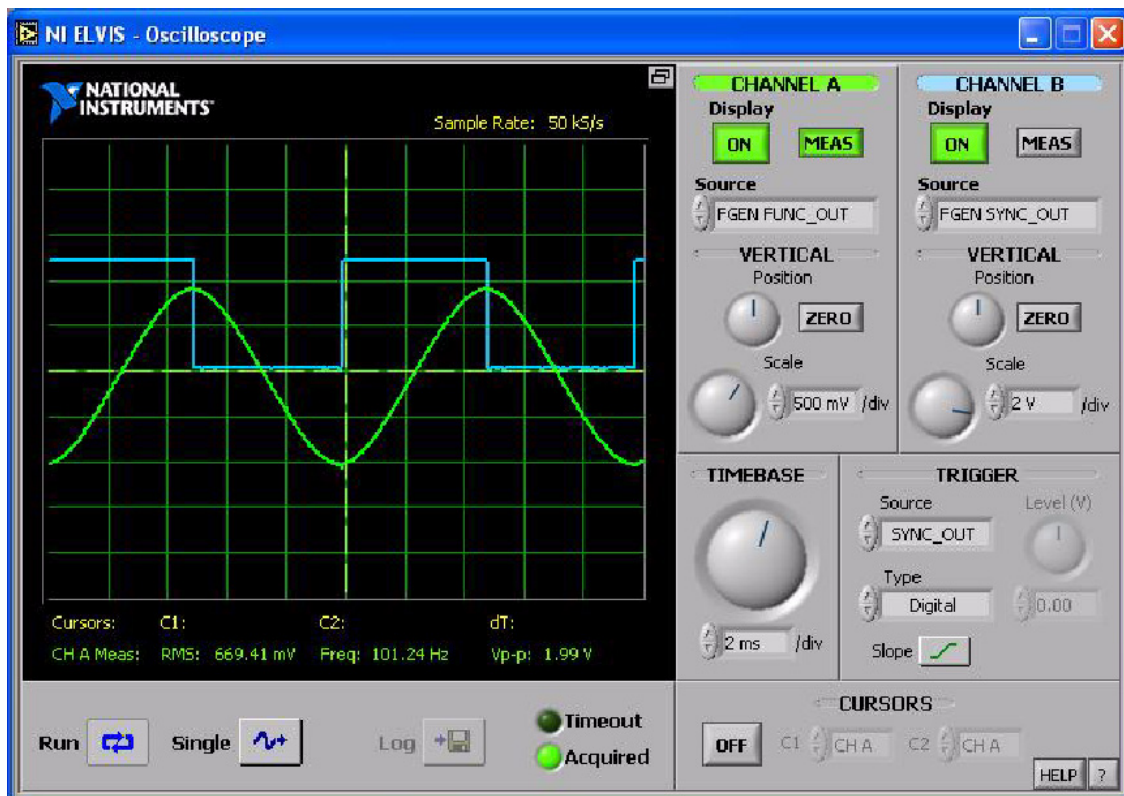 NI ELVIS - Oscilloscope
NATIONAL
INSTRUMENTS™
Sample Rate: 50 kS/s
Cursors: C1: C2: dT:
CH A Meas: RMS: 669.41 mV Freq: 101.24 Hz Vp-p: 1.99 V
CHANNEL A
Display
ON MEAS
Source
FGEN FUNC_OUT
VERTICAL
Position
ZERO
Scale
500 mV /div
CHANNEL B
Display
ON MEAS
Source
FGEN SYNC_OUT
VERTICAL
Position
ZERO
Scale
2 V /div
TIMEBASE
2 ms /div
TRIGGER
Source Level (V)
SYNC_OUT
Type
Digital 0.00
Slope
Run Single Log
Timeout
Acquired
CURSORS
OFF C1 CH A C2 CH A
HELP ?